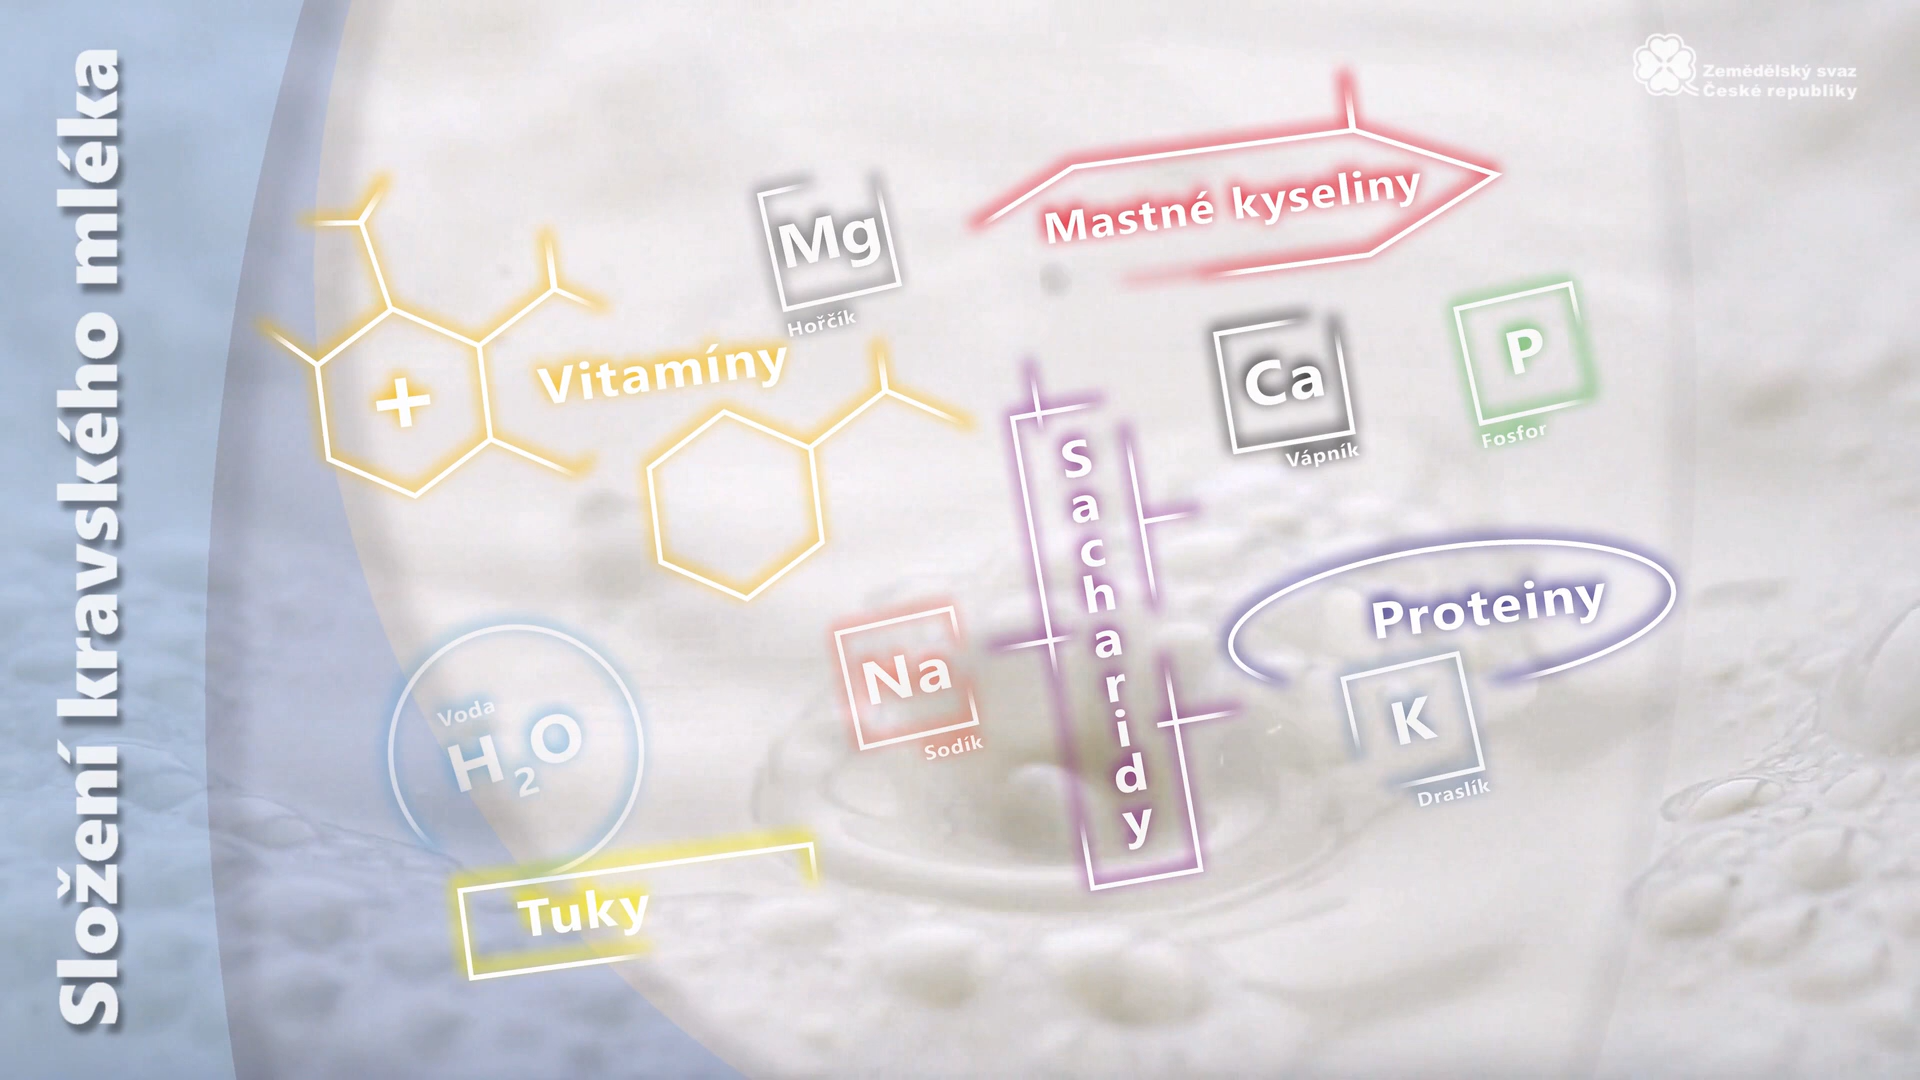 Složení kravského mléka
Zemědělský svaz
České republiky
Mastné kyseliny
Mg
Hořčík
Vitamíny
+
Ca
Vápník
P
Fosfor
Sacharidy
Proteiny
Na
Sodík
K
Draslík
Voda
H₂O
Tuky